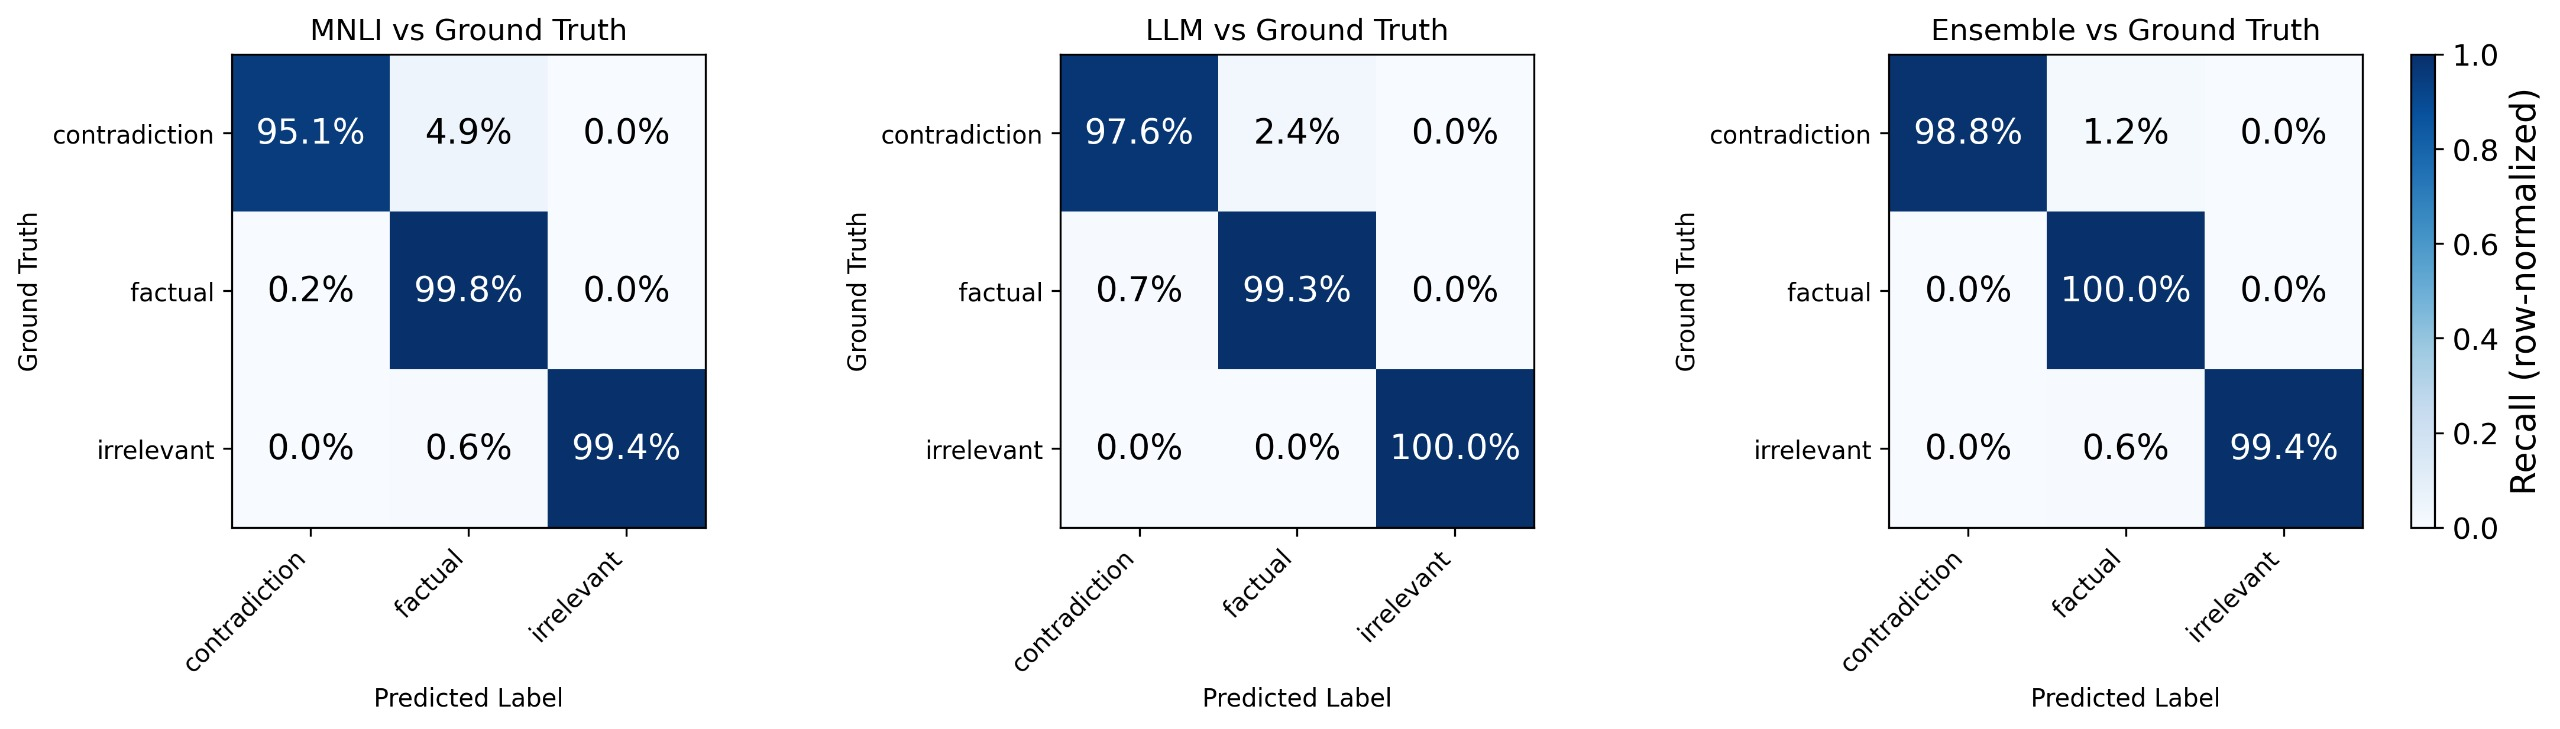 MNLI vs Ground Truth
Ground Truth
contradiction 95.1% 4.9% 0.0%
factual 0.2% 99.8% 0.0%
irrelevant 0.0% 0.6% 99.4%
contradiction factual irrelevant
Predicted Label
LLM vs Ground Truth
Ground Truth
contradiction 97.6% 2.4% 0.0%
factual 0.7% 99.3% 0.0%
irrelevant 0.0% 0.0% 100.0%
contradiction factual irrelevant
Predicted Label
Ensemble vs Ground Truth
Ground Truth
contradiction 98.8% 1.2% 0.0%
factual 0.0% 100.0% 0.0%
irrelevant 0.0% 0.6% 99.4%
contradiction factual irrelevant
Predicted Label
1.0
0.8
0.6
0.4
0.2
0.0
Recall (row-normalized)